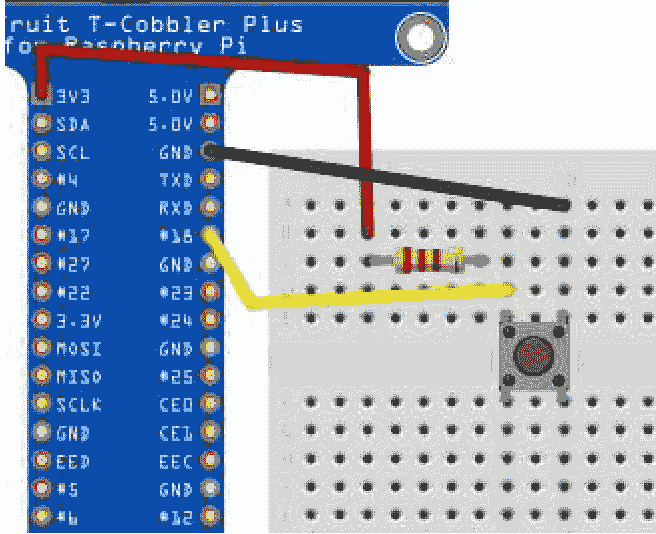 fruit T-Cobbler Plus
for Raspberry Pi
3V3 5.0V
SDA 5.0V
SCL GND
#4 TXD
GND RXD
#17 #18
#27 GND
#22 #23
3.3V #24
MOSI GND
MISO #25
SCLK CE0
GND CE1
EED EEC
#5 GND
#6 #12